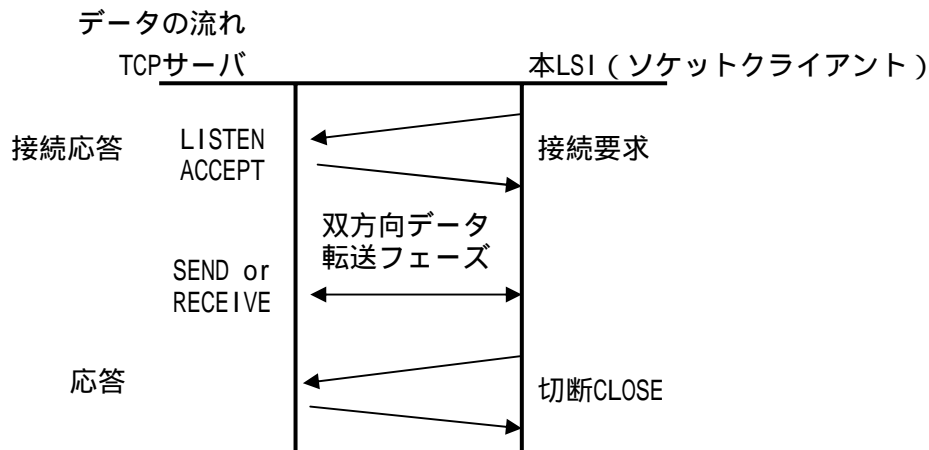 データの流れ
TCPサーバ 本LSI(ソケットクライアント)
接続応答 LISTEN 接続要求
ACCEPT
双方向データ
転送フェーズ
SEND or
RECEIVE
応答 切断CLOSE